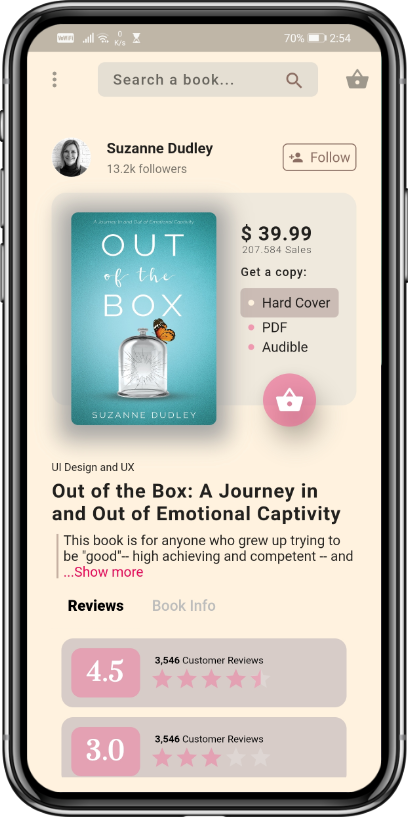 WiFi
0
K/s
70%
2:54
Search a book...
Suzanne Dudley
13.2k followers
Follow
A Journey In and Out of Emotional Captivity
OUT
of the
BOX
SUZANNE DUDLEY
$ 39.99
207.584 Sales
Get a copy:
Hard Cover
PDF
Audible
UI Design and UX
Out of the Box: A Journey in
and Out of Emotional Captivity
This book is for anyone who grew up trying to
be "good"-- high achieving and competent -- and
...Show more
Reviews
Book Info
4.5
3,546 Customer Reviews
3.0
3,546 Customer Reviews